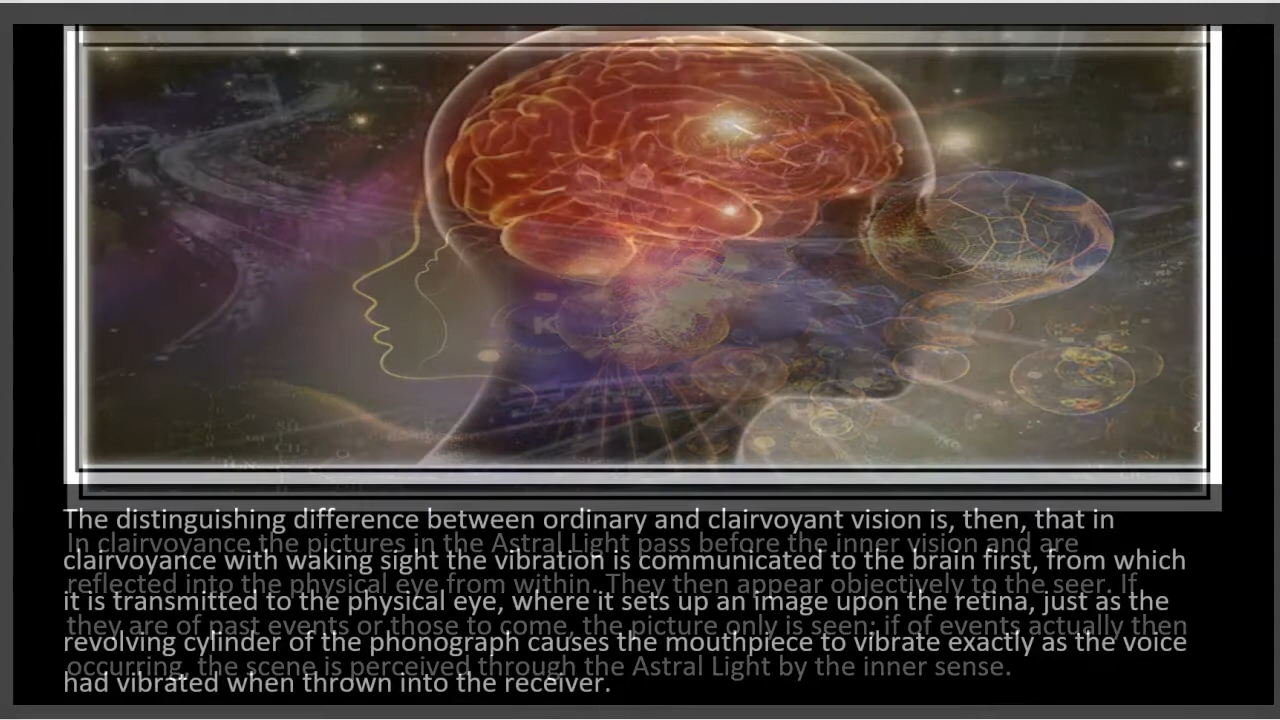 K
The distinguishing difference between ordinary and clairvoyant vision is, then, that in
clairvoyance with waking sight the vibration is communicated to the brain first, from which
it is transmitted to the physical eye, where it sets up an image upon the retina, just as the
revolving cylinder of the phonograph causes the mouthpiece to vibrate exactly as the voice
had vibrated when thrown into the receiver.
In clairvoyance the pictures in the Astral Light pass before the inner vision and are
reflected into the physical eye from within. They then appear objectively to the seer. If
they are of past events or those to come, the picture only is seen; if of events actually then
occurring, the scene is perceived through the Astral Light by the inner sense.